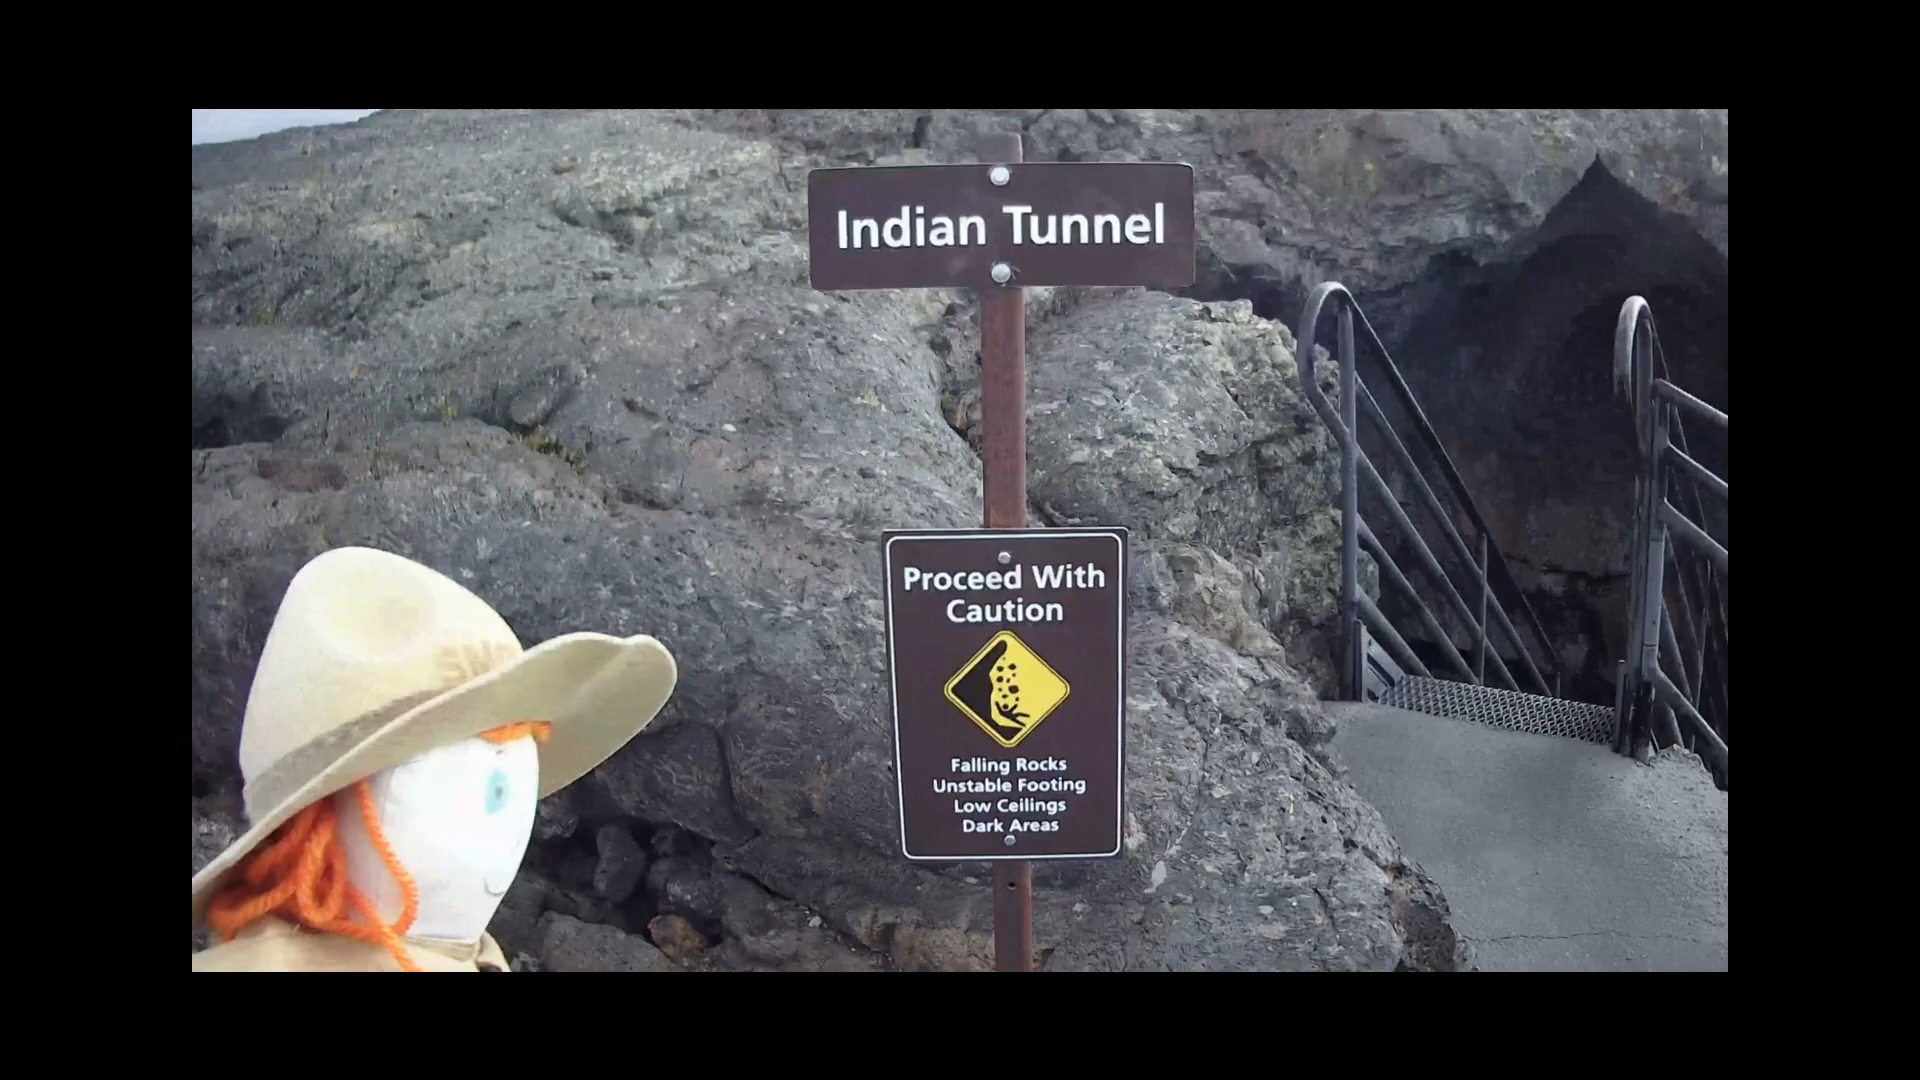 Indian Tunnel
Proceed With
Caution
Falling Rocks
Unstable Footing
Low Ceilings
Dark Areas